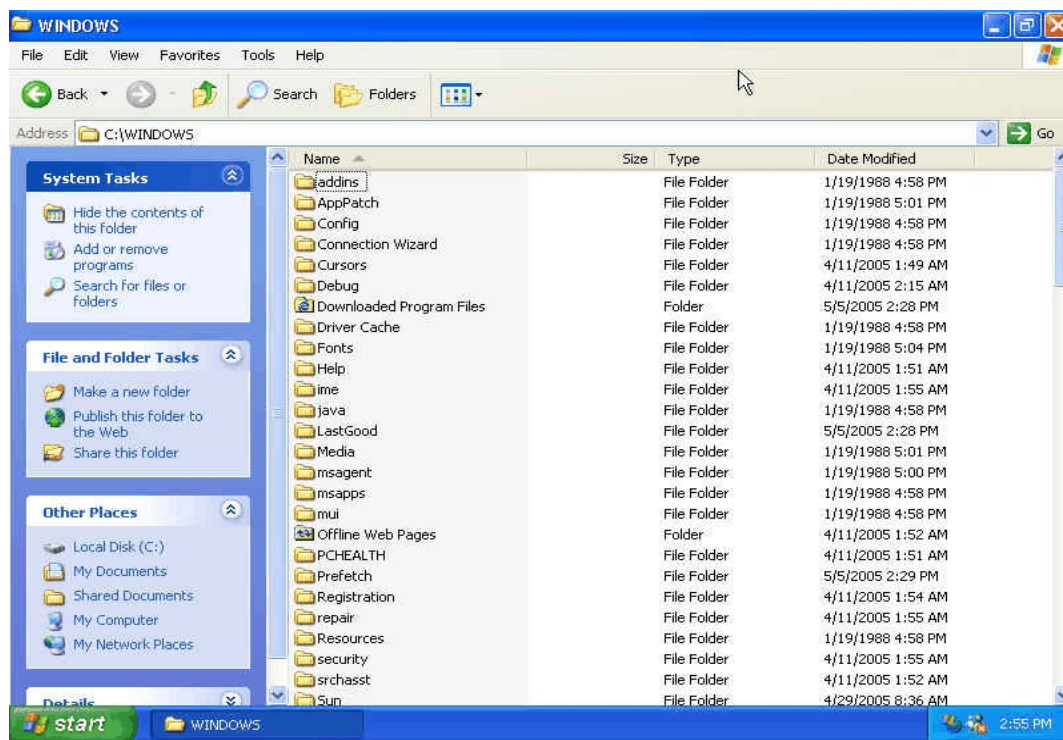 WINDOWS
File Edit View Favorites Tools Help
Back Search Folders
Address C:\WINDOWS Go
System Tasks
Hide the contents of
this folder
Add or remove
programs
Search for files or
folders
File and Folder Tasks
Make a new folder
Publish this folder to
the Web
Share this folder
Other Places
Local Disk (C:)
My Documents
Shared Documents
My Computer
My Network Places
Details
Name Size Type Date Modified
addins File Folder 1/19/1988 4:58 PM
AppPatch File Folder 1/19/1988 5:01 PM
Config File Folder 1/19/1988 4:58 PM
Connection Wizard File Folder 1/19/1988 4:58 PM
Cursors File Folder 4/11/2005 1:49 AM
Debug File Folder 4/11/2005 2:15 AM
Downloaded Program Files Folder 5/5/2005 2:28 PM
Driver Cache File Folder 1/19/1988 4:58 PM
Fonts File Folder 1/19/1988 5:04 PM
Help File Folder 4/11/2005 1:51 AM
ime File Folder 4/11/2005 1:55 AM
java File Folder 1/19/1988 4:58 PM
LastGood File Folder 5/5/2005 2:28 PM
Media File Folder 1/19/1988 5:01 PM
msagent File Folder 1/19/1988 5:00 PM
msapps File Folder 1/19/1988 4:58 PM
mui File Folder 1/19/1988 4:58 PM
Offline Web Pages Folder 4/11/2005 1:52 AM
PCHEALTH File Folder 4/11/2005 1:51 AM
Prefetch File Folder 5/5/2005 2:29 PM
Registration File Folder 4/11/2005 1:54 AM
repair File Folder 4/11/2005 1:55 AM
Resources File Folder 1/19/1988 4:58 PM
security File Folder 4/11/2005 1:55 AM
srchasst File Folder 4/11/2005 1:52 AM
Sun File Folder 4/29/2005 8:36 AM
start WINDOWS 2:55 PM